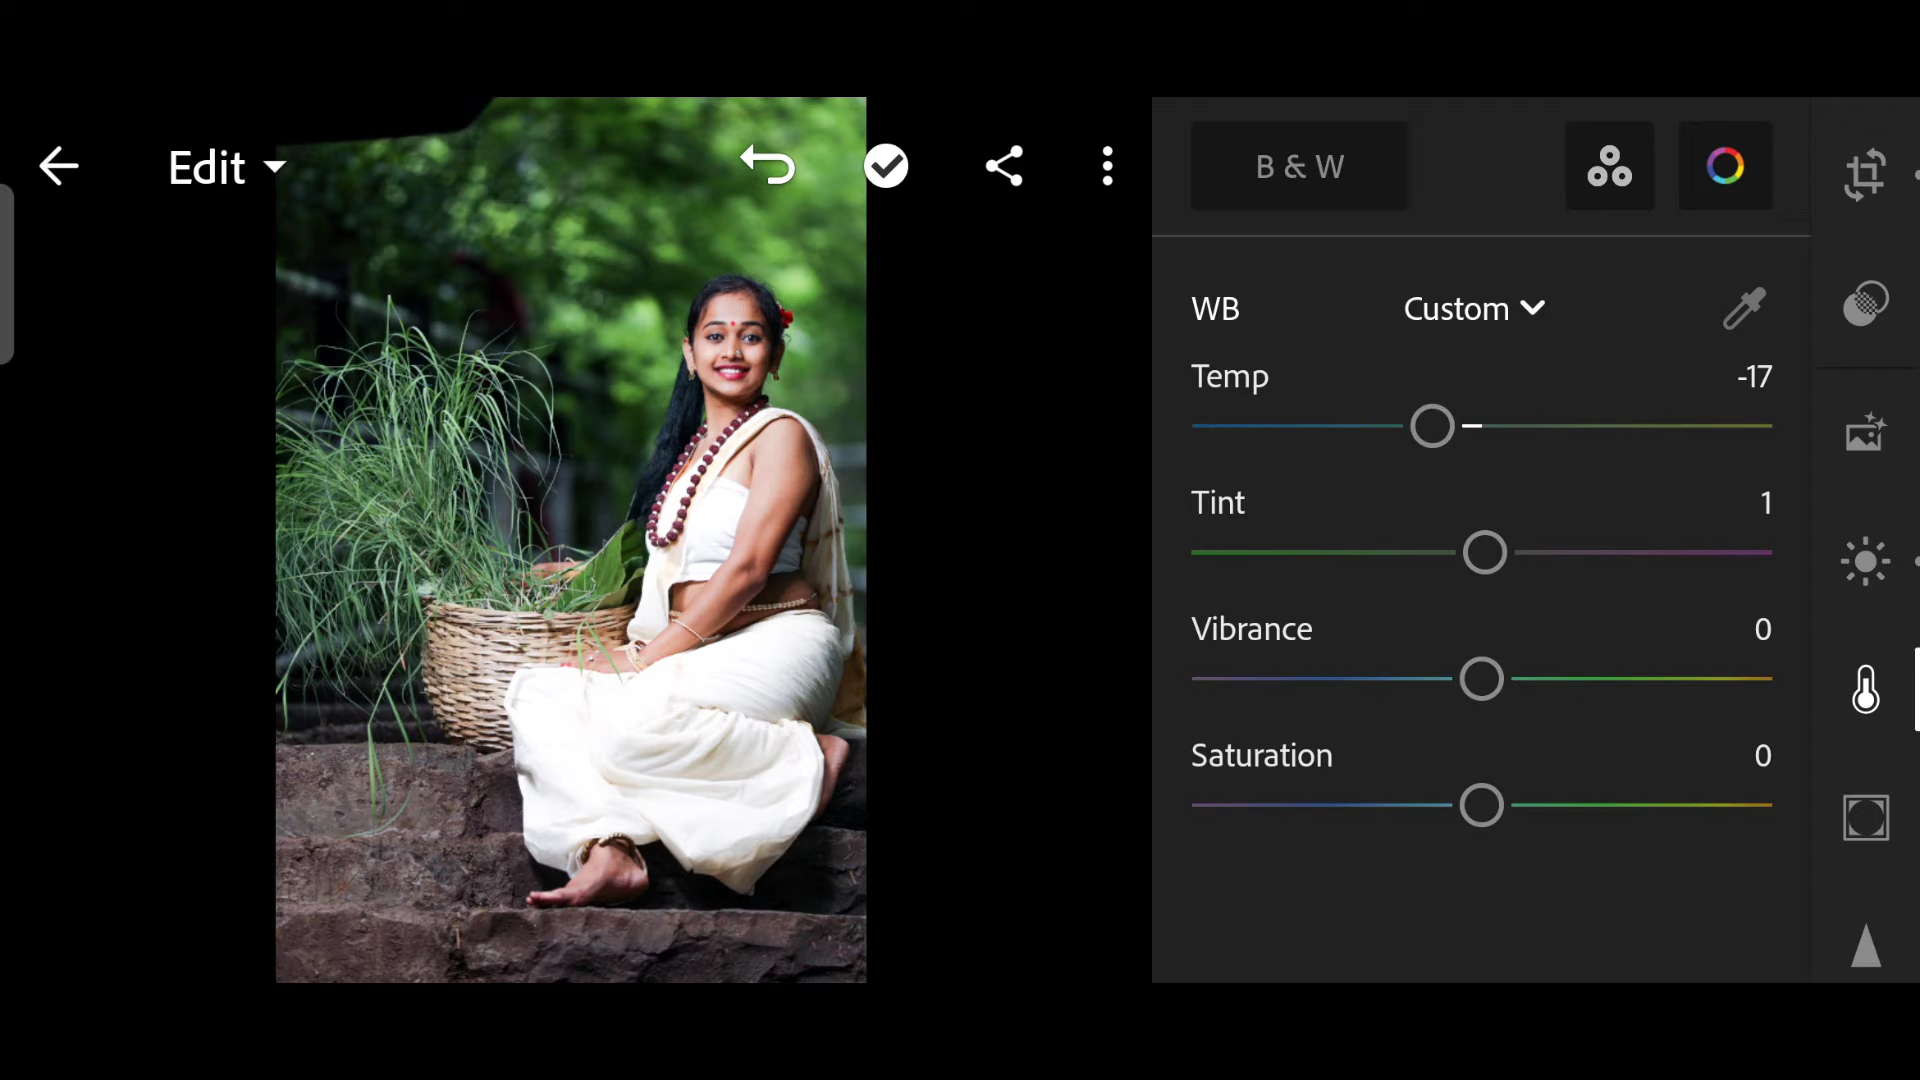 Edit
B & W
WB Custom
Temp -17
Tint 1
Vibrance 0
Saturation 0